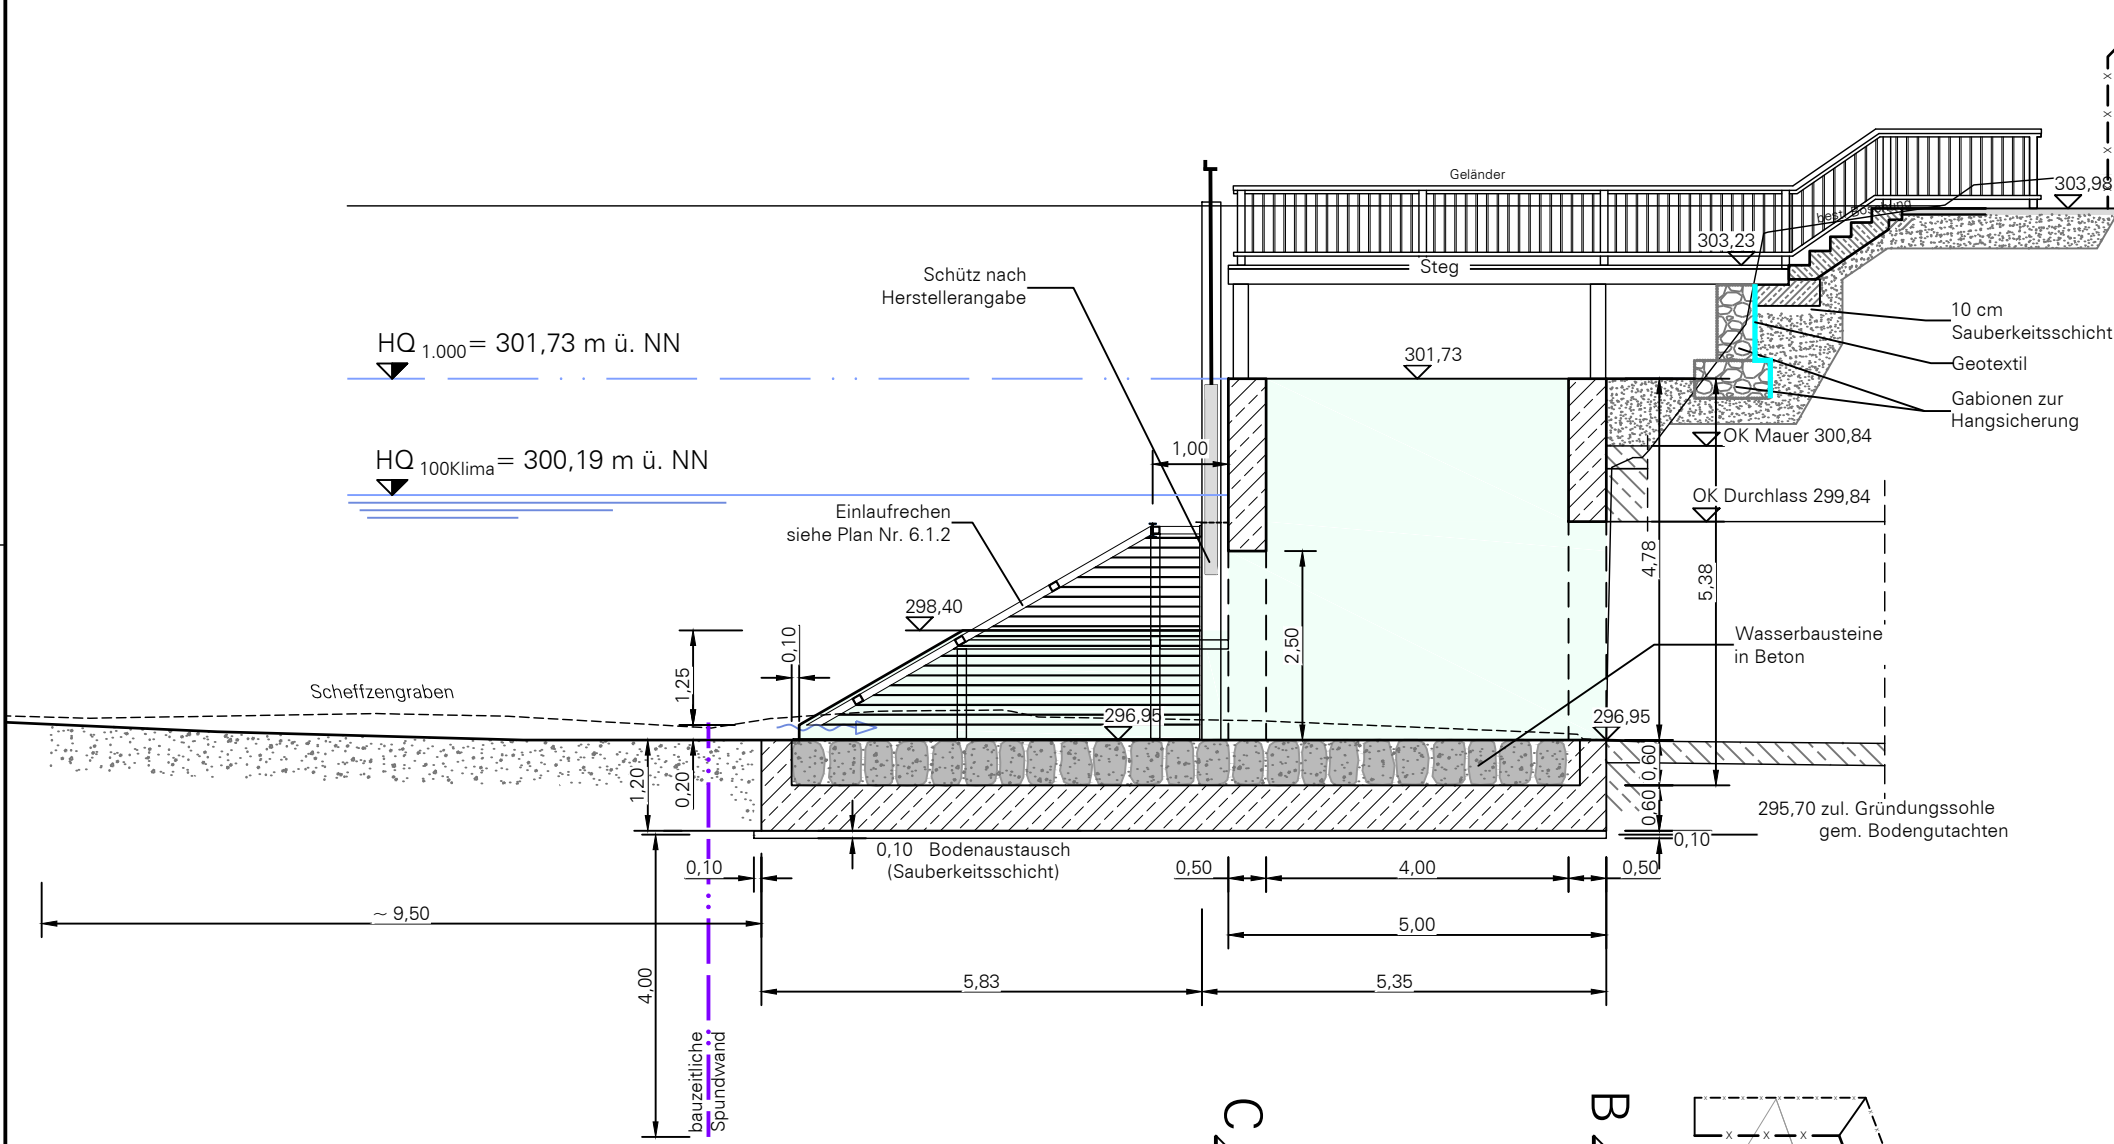 Geländer
303,98
best. Böschung
303,23
Steg
Schütz nach
Herstellerangabe
10 cm
Sauberkeitsschicht
HQ 1.000= 301,73 m ü. NN
301,73
Geotextil
Gabionen zur
Hangsicherung
OK Mauer 300,84
1,00
HQ 100Klima= 300,19 m ü. NN
OK Durchlass 299,84
Einlaufrechen
siehe Plan Nr. 6.1.2
4,78
5,38
298,40
0,10
2,50
Wasserbausteine
in Beton
1,25
Scheffzengraben
296,95
296,95
1,20
0,20
0,60
0,60
295,70 zul. Gründungssohle
gem. Bodengutachten
0,10
0,10 Bodenaustausch
(Sauberkeitsschicht)
0,10
0,50
4,00
0,50
~ 9,50
5,00
4,00
5,83
5,35
bauzeitliche
Spundwand
C
B